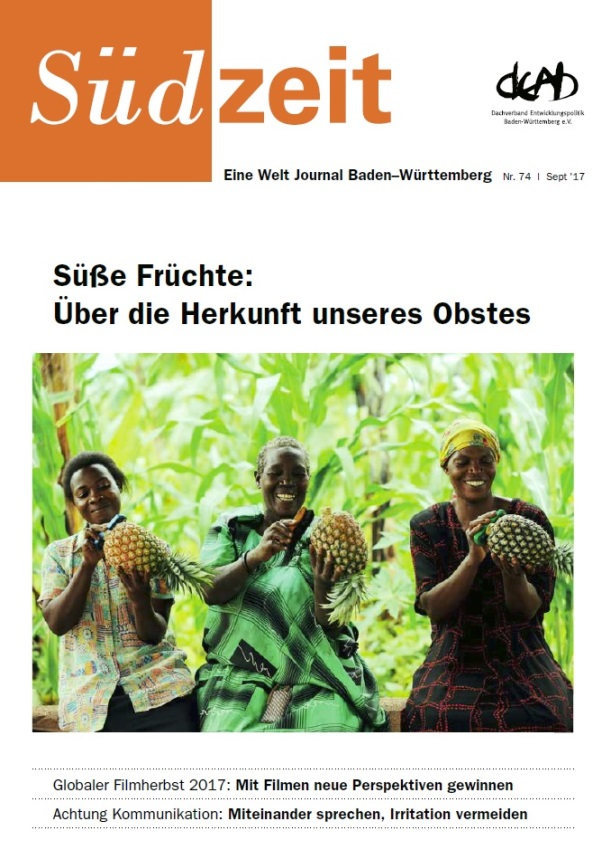 Südzeit
DEAB
Dachverband Entwicklungspolitik
Baden-Württemberg e.V.
Eine Welt Journal Baden–Württemberg Nr. 74 I Sept '17
Süße Früchte:
Über die Herkunft unseres Obstes
Globaler Filmherbst 2017: Mit Filmen neue Perspektiven gewinnen
Achtung Kommunikation: Miteinander sprechen, Irritation vermeiden